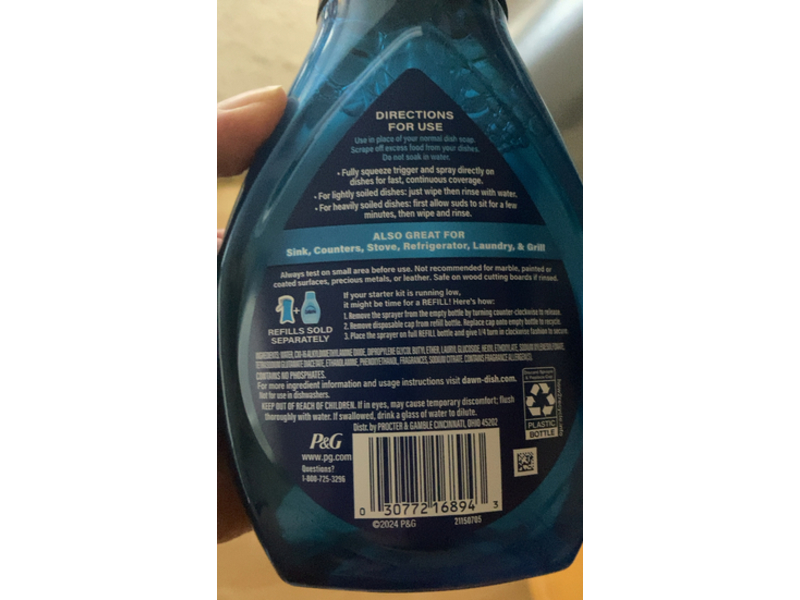 DIRECTIONS
FOR USE
Use in place of your normal dish soap.
Scrape off excess food from your dishes.
Do not soak in water.
• Fully squeeze trigger and spray directly on
dishes for fast, continuous coverage.
• For lightly soiled dishes: just wipe then rinse with water.
• For heavily soiled dishes: first allow suds to sit for a few
minutes, then wipe and rinse.
ALSO GREAT FOR
Sink, Counters, Stove, Refrigerator, Laundry, & Grill
Always test on small area before use. Not recommended for marble, painted or
coated surfaces, precious metals, or leather. Safe on wood cutting boards if rinsed.
If your starter kit is running low,
it might be time for a REFILL! Here's how:
1. Remove the sprayer from the empty bottle by turning counter-clockwise to release.
2. Remove disposable cap from refill bottle. Replace cap onto empty bottle to recycle.
3. Place the sprayer on full REFILL bottle and give 1/4 turn in clockwise fashion to secure.
REFILLS SOLD
SEPARATELY
INGREDIENTS: WATER, C10-16 ALKYLDIMETHYLAMINE OXIDE, DIPROPYLENE GLYCOL BUTYL ETHER,
CONTAINS NO PHOSPHATES.
For more ingredient information and usage instructions visit dawn-dish.com.
Not for use in dishwashers.
KEEP OUT OF REACH OF CHILDREN. If in eyes, may cause temporary discomfort; flush
thoroughly with water. If swallowed, drink a glass of water to dilute.
Distr. by PROCTER & GAMBLE CINCINNATI, OHIO 45202
P&G
www.pg.com
Questions?
1-800-725-3296
PLASTIC
BOTTLE
0 30772 16894 3
©2024 P&G
21150705